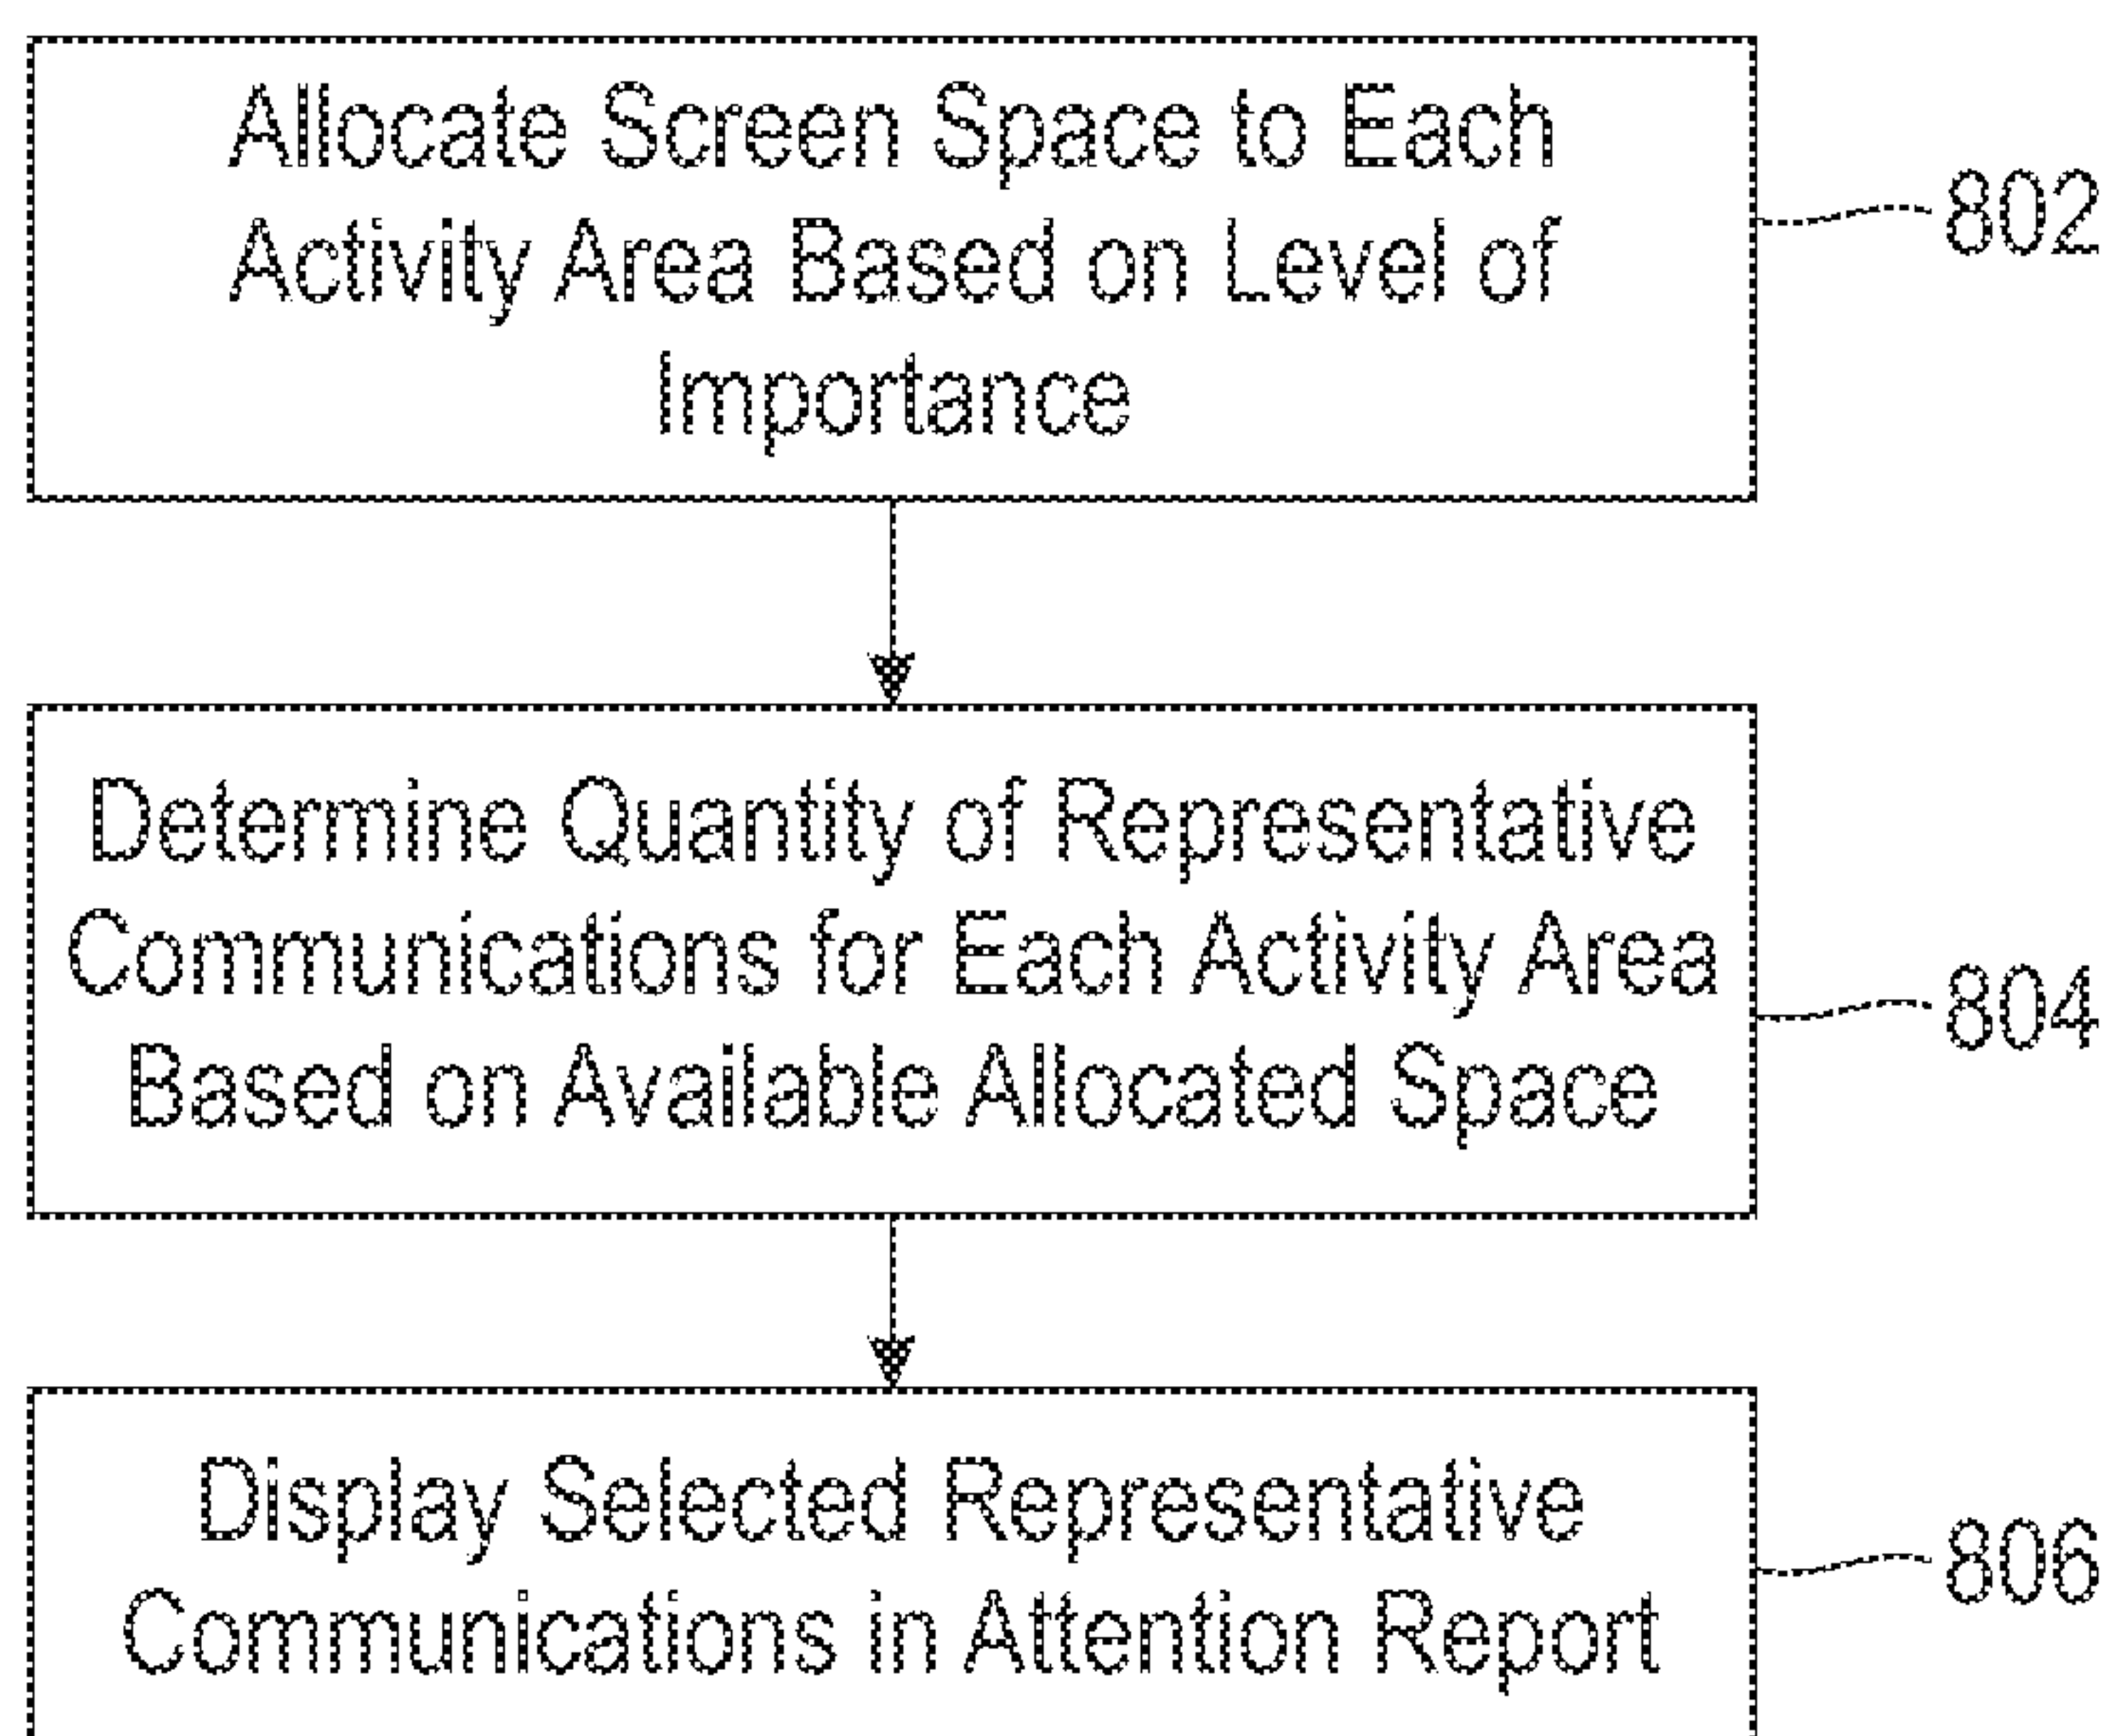 Allocate Screen Space to Each
Activity Area Based on Level of
Importance
802
Determine Quantity of Representative
Communications for Each Activity Area
Based on Available Allocated Space
804
Display Selected Representative
Communications in Attention Report
806